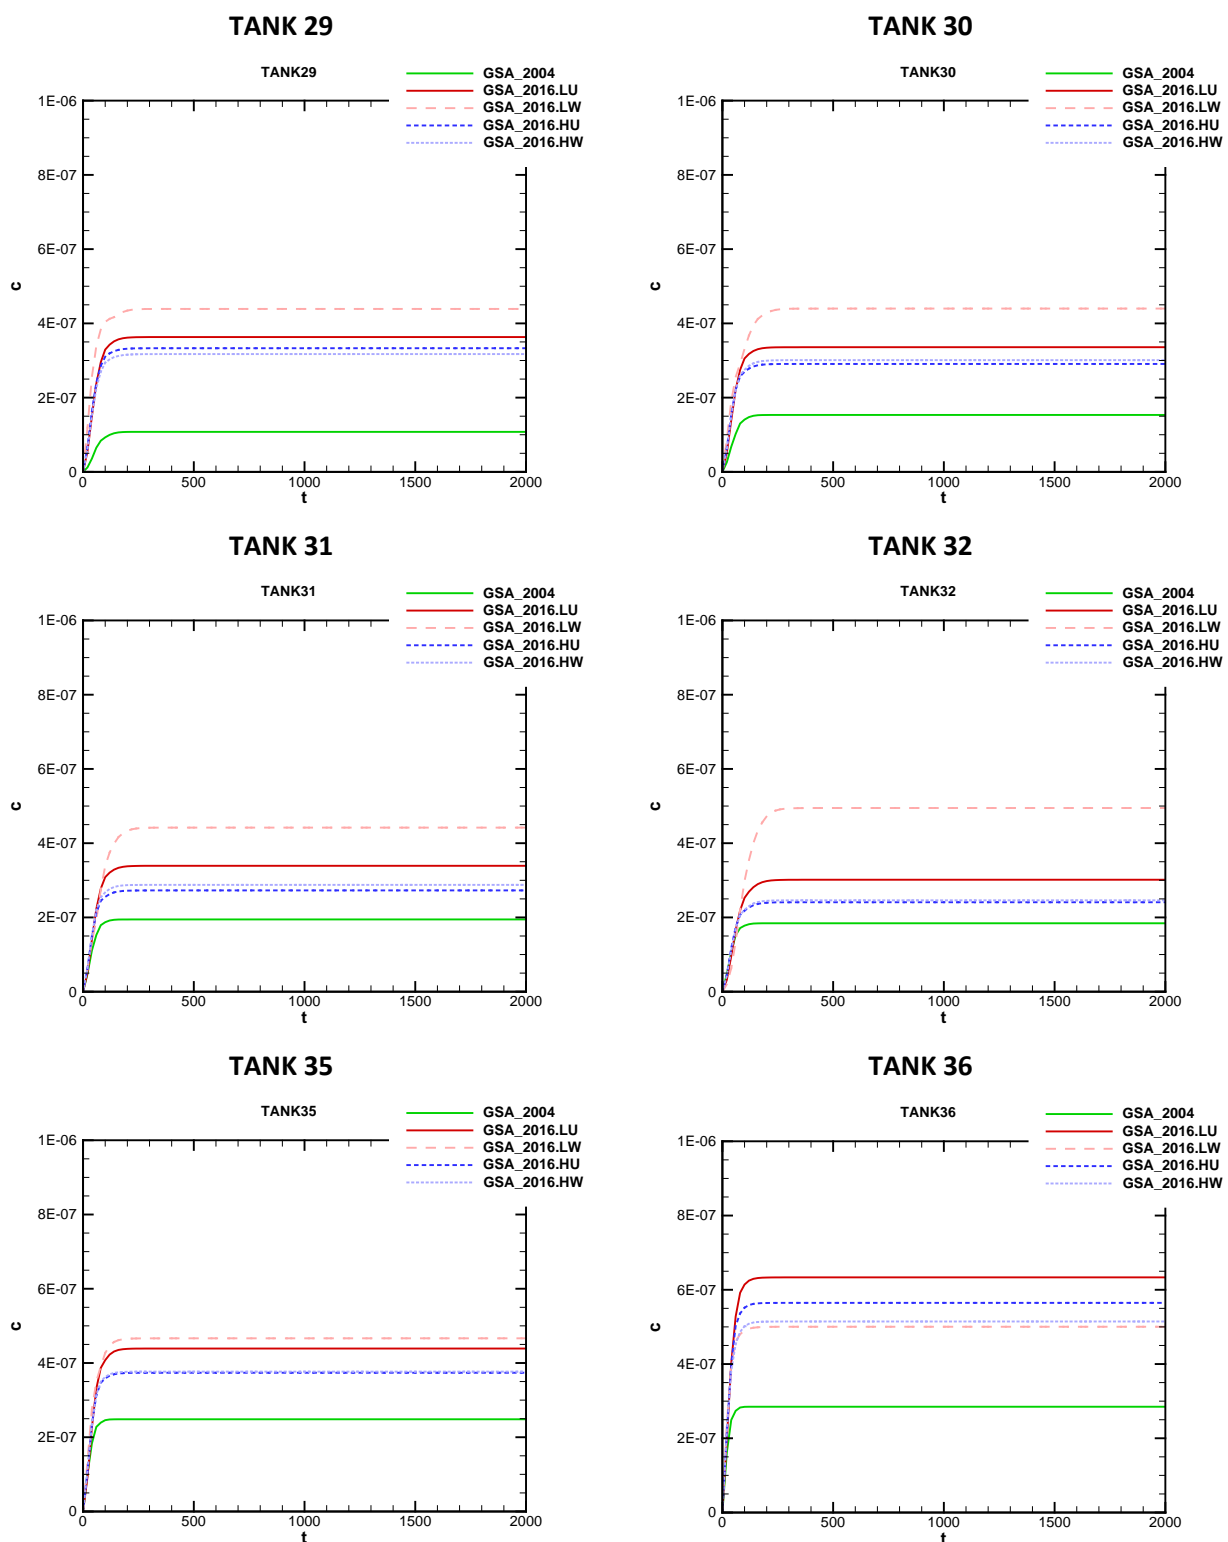 TANK 29
TANK 30
TANK29
GSA_2004
GSA_2016.LU
GSA_2016.LW
GSA_2016.HU
GSA_2016.HW
1E-06
8E-07
6E-07
4E-07
2E-07
0
c
0 500 1000 1500 2000
t
TANK30
GSA_2004
GSA_2016.LU
GSA_2016.LW
GSA_2016.HU
GSA_2016.HW
1E-06
8E-07
6E-07
4E-07
2E-07
0
c
0 500 1000 1500 2000
t
TANK 31
TANK 32
TANK31
GSA_2004
GSA_2016.LU
GSA_2016.LW
GSA_2016.HU
GSA_2016.HW
1E-06
8E-07
6E-07
4E-07
2E-07
0
c
0 500 1000 1500 2000
t
TANK32
GSA_2004
GSA_2016.LU
GSA_2016.LW
GSA_2016.HU
GSA_2016.HW
1E-06
8E-07
6E-07
4E-07
2E-07
0
c
0 500 1000 1500 2000
t
TANK 35
TANK 36
TANK35
GSA_2004
GSA_2016.LU
GSA_2016.LW
GSA_2016.HU
GSA_2016.HW
1E-06
8E-07
6E-07
4E-07
2E-07
0
c
0 500 1000 1500 2000
t
TANK36
GSA_2004
GSA_2016.LU
GSA_2016.LW
GSA_2016.HU
GSA_2016.HW
1E-06
8E-07
6E-07
4E-07
2E-07
0
c
0 500 1000 1500 2000
t